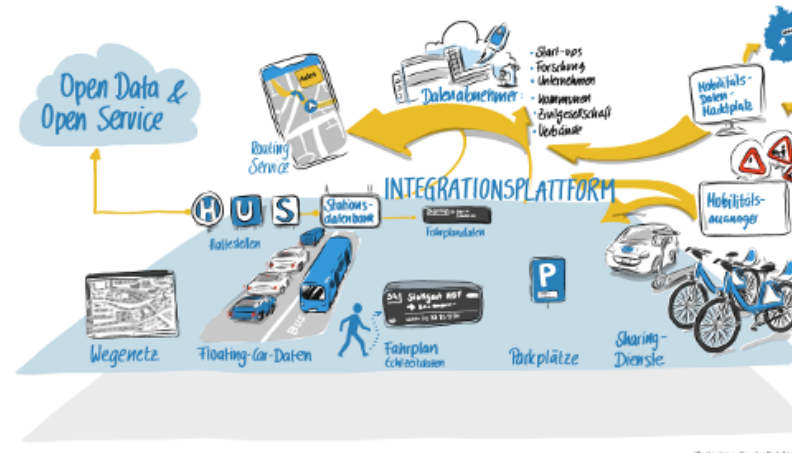 Open Data &
Open Service
Routing
Service
Datenabnehmer:
• Start-ups
• Forschung
• Unternehmen
• Kommunen
• Zivilgesellschaft
• Verbände
Mobilitäts-
Daten-
Marktplatz
INTEGRATIONSPLATTFORM
Mobilitäts-
manager
H U S
Haltestellen
Stations-
datenbank
Fahrplandaten
P
BUS
Stuttgart HBF
Wegenetz
Floating-Car-Daten
Fahrplan
Echtzeitdaten
Parkplätze
Sharing-
Dienste